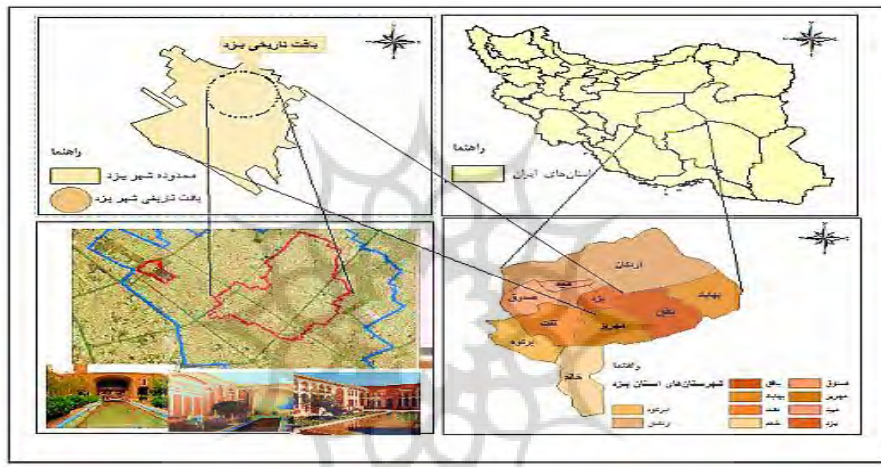 بافت تاریخی یزد
راهنما
محدوده شهر یزد
بافت تاریخی شهر یزد
راهنما
استان‌های ایران
اردکان
میبد
صدوق
یزد
بهاباد
بافق
تفت
مهریز
ابرکوه
خاتم
راهنما
شهرستان‌های استان یزد
بافق
صدوق
بهاباد
مهریز
ابرکوه
تفت
میبد
اردکان
خاتم
یزد